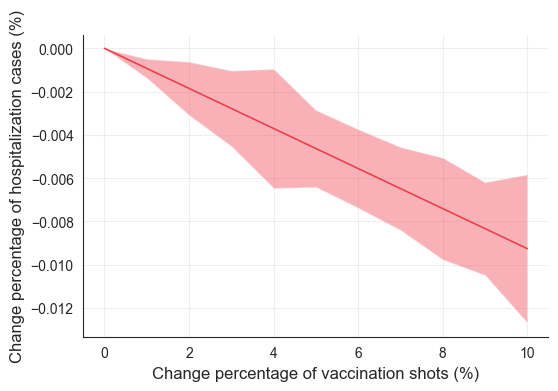 Change percentage of hospitalization cases (%)
0.000
−0.002
−0.004
−0.006
−0.008
−0.010
−0.012
0 2 4 6 8 10
Change percentage of vaccination shots (%)